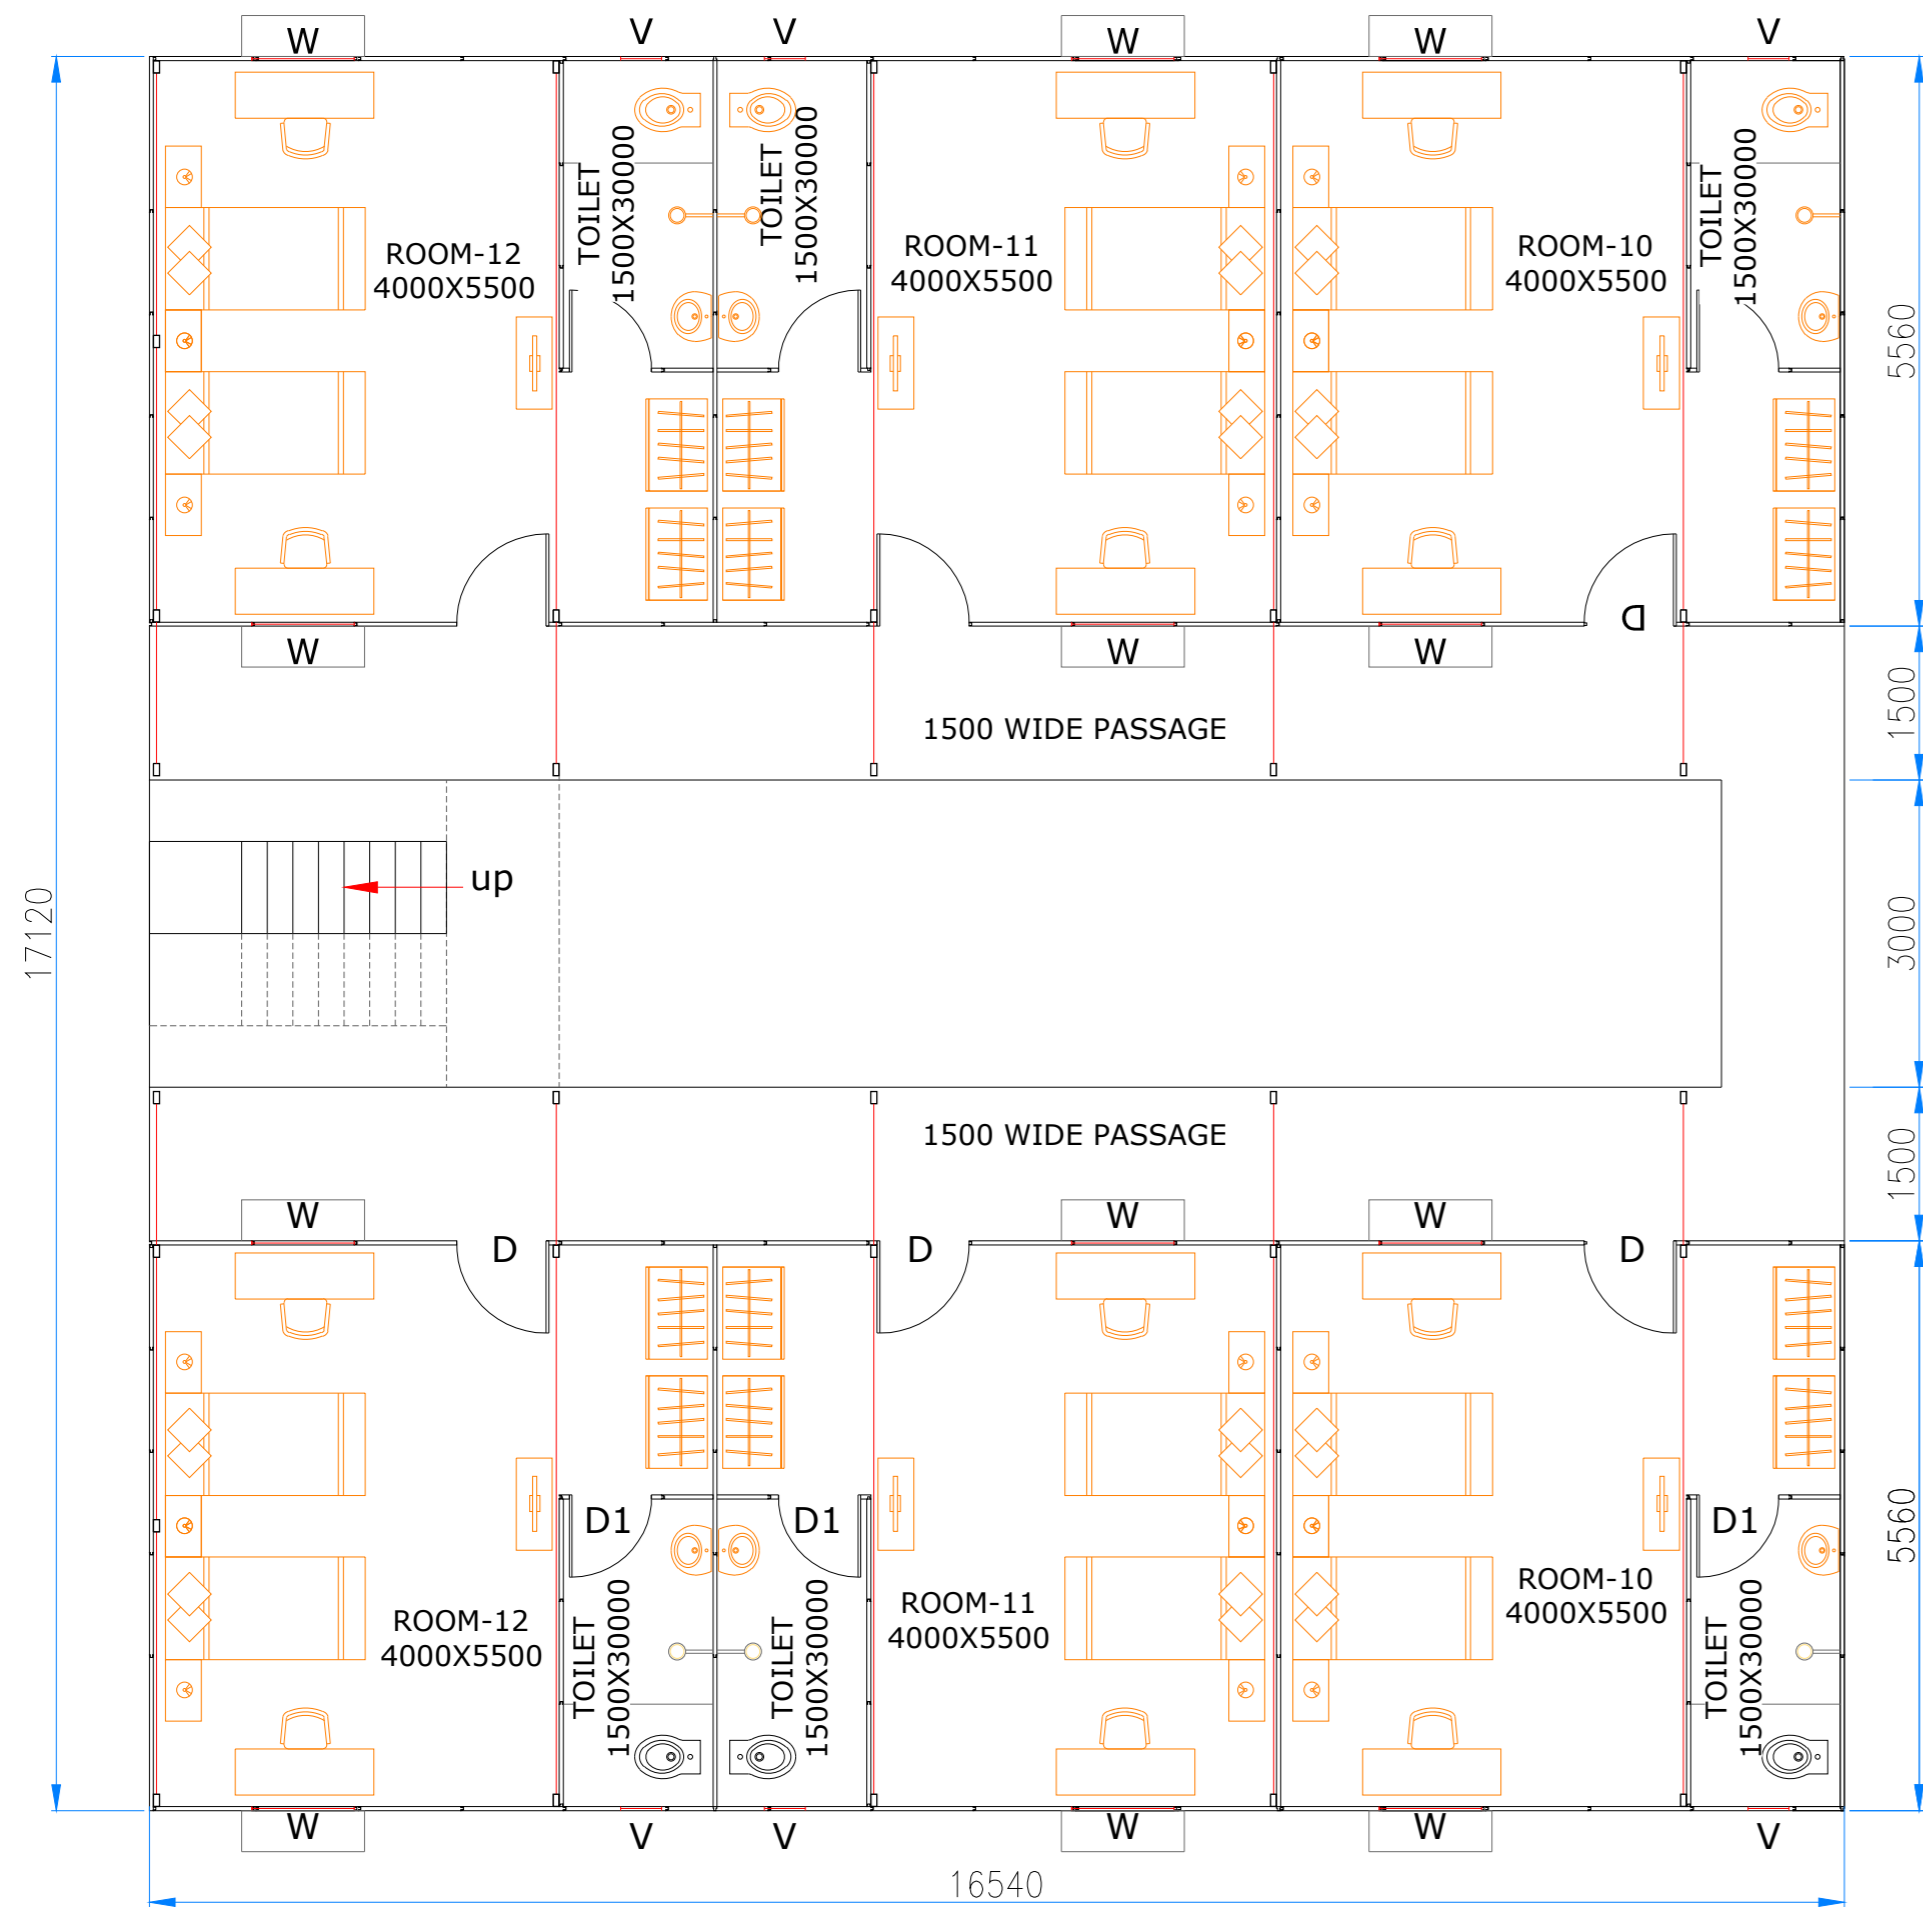 W
V
V
W
W
V
TOILET
1500X30000
TOILET
1500X30000
TOILET
1500X30000
ROOM-12
4000X5500
ROOM-11
4000X5500
ROOM-10
4000X5500
5560
D
W
W
W
1500
1500 WIDE PASSAGE
up
17120
3000
1500 WIDE PASSAGE
1500
W
W
W
D
D
D
D1
D1
D1
5560
ROOM-12
4000X5500
TOILET
1500X30000
TOILET
1500X30000
ROOM-11
4000X5500
ROOM-10
4000X5500
TOILET
1500X30000
W
V
V
W
W
V
16540